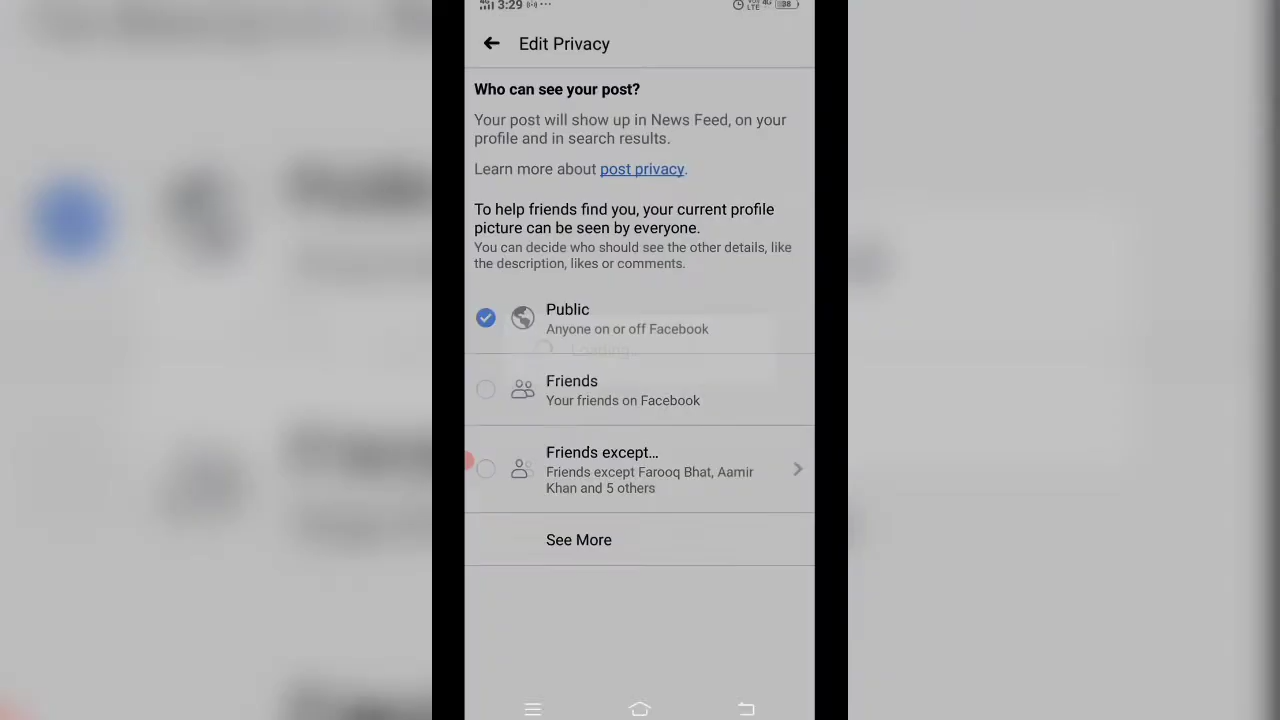 3:29
38
Edit Privacy
Who can see your post?
Your post will show up in News Feed, on your
profile and in search results.
Learn more about post privacy.
To help friends find you, your current profile
picture can be seen by everyone.
You can decide who should see the other details, like
the description, likes or comments.
Public
Anyone on or off Facebook
Loading...
Friends
Your friends on Facebook
Friends except...
Friends except Farooq Bhat, Aamir
Khan and 5 others
See More